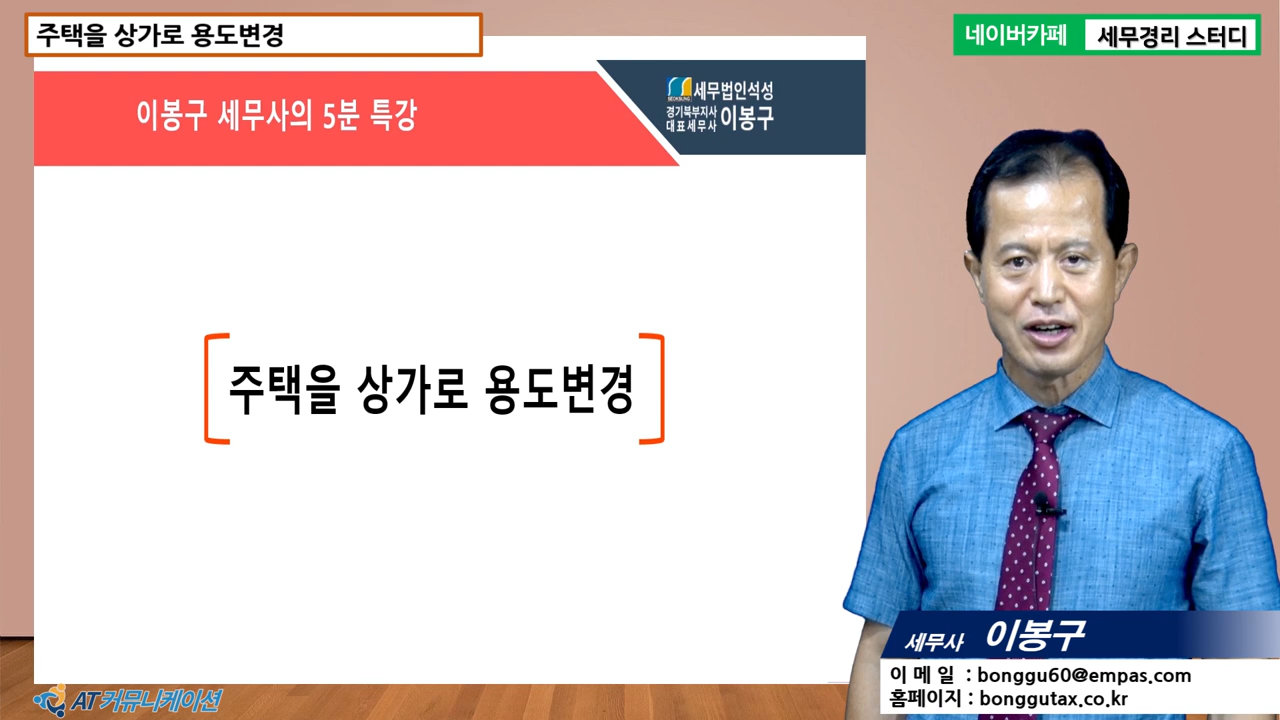 주택을 상가로 용도변경
네이버카페 세무경리 스터디
이봉구 세무사의 5분 특강
세무법인석성
SEOKSUNG
경기북부지사
대표세무사 이봉구
주택을 상가로 용도변경
세무사 이봉구
이 메 일 : bonggu60@empas.com
홈페이지 : bonggutax.co.kr
AT커뮤니케이션